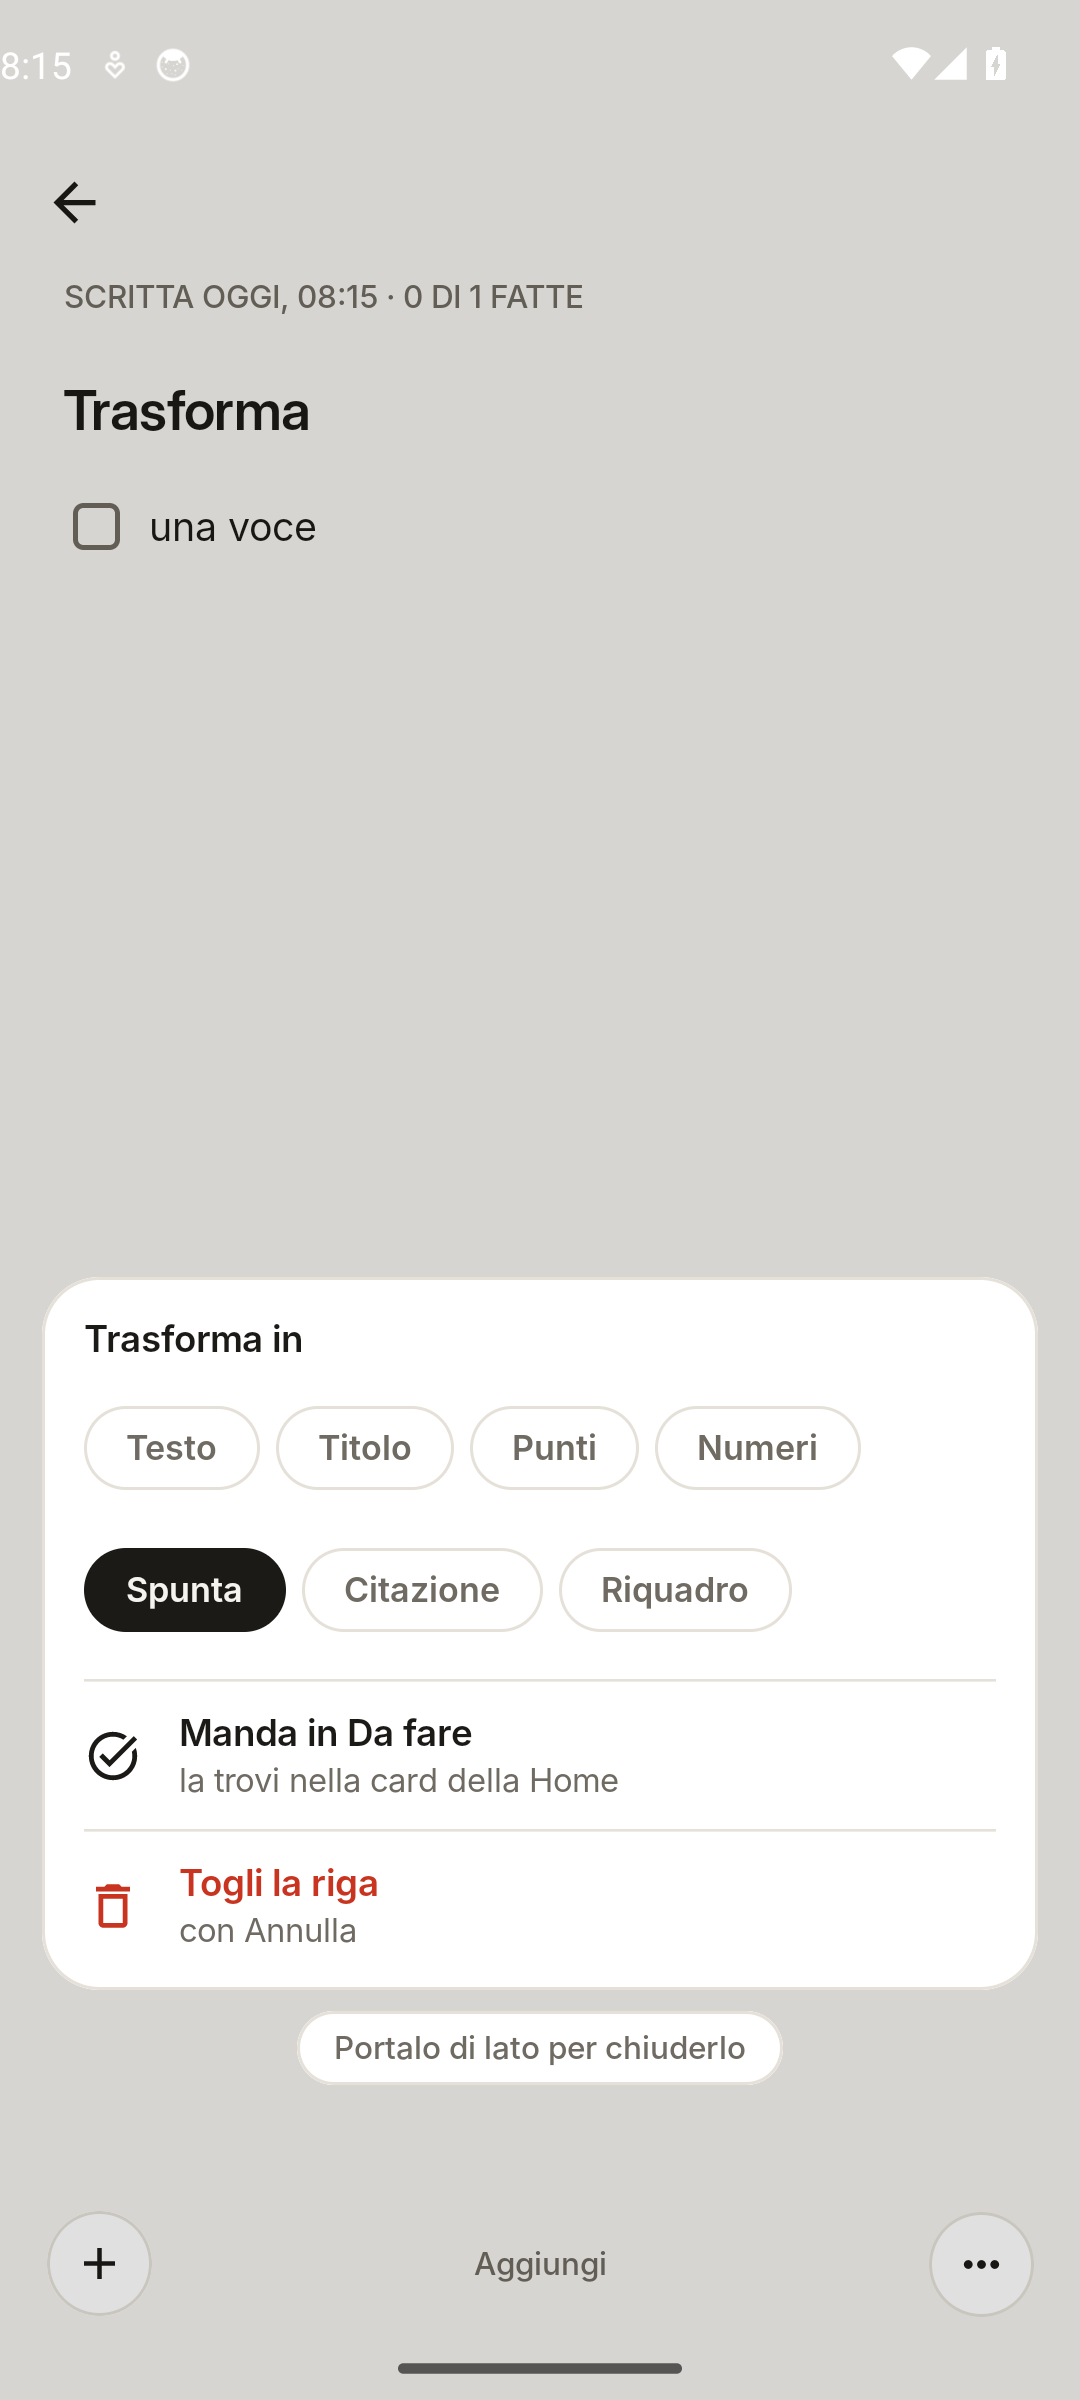 8:15
SCRITTA OGGI, 08:15 · 0 DI 1 FATTE
Trasforma
una voce
Trasforma in
Testo
Titolo
Punti
Numeri
Spunta
Citazione
Riquadro
Manda in Da fare
la trovi nella card della Home
Togli la riga
con Annulla
Portalo di lato per chiuderlo
Aggiungi